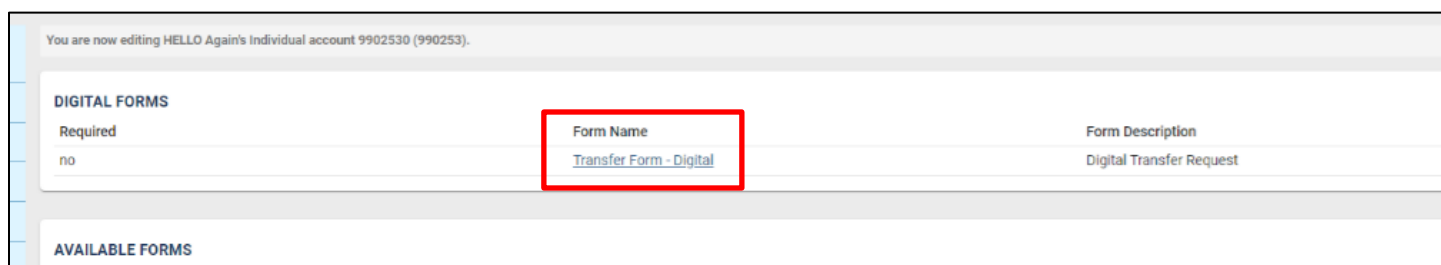 You are now editing HELLO Again's Individual account 9902530 (990253).
DIGITAL FORMS
Required Form Name Form Description
no Transfer Form - Digital Digital Transfer Request
AVAILABLE FORMS